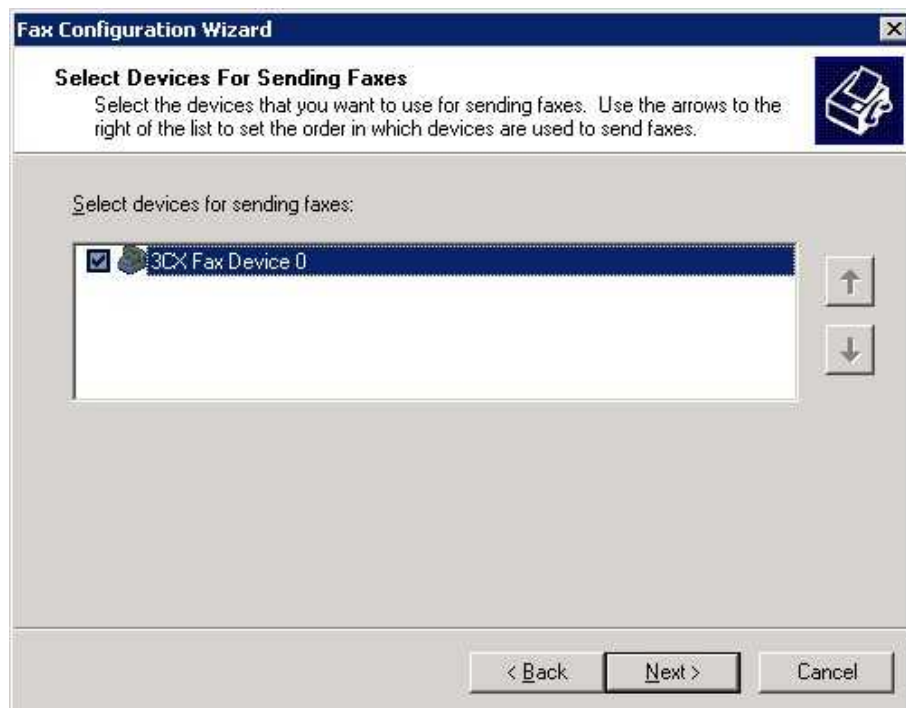 Fax Configuration Wizard
Select Devices For Sending Faxes
Select the devices that you want to use for sending faxes. Use the arrows to the
right of the list to set the order in which devices are used to send faxes.
Select devices for sending faxes:
3CX Fax Device 0
< Back Next > Cancel